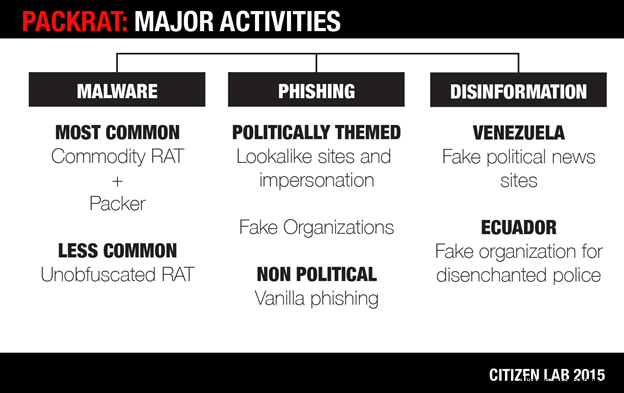 PACKRAT: MAJOR ACTIVITIES
MALWARE
MOST COMMON
Commodity RAT
+
Packer
LESS COMMON
Unobfuscated RAT
PHISHING
POLITICALLY THEMED
Lookalike sites and
impersonation
Fake Organizations
NON POLITICAL
Vanilla phishing
DISINFORMATION
VENEZUELA
Fake political news
sites
ECUADOR
Fake organization for
disenchanted police
CITIZEN LAB 2015